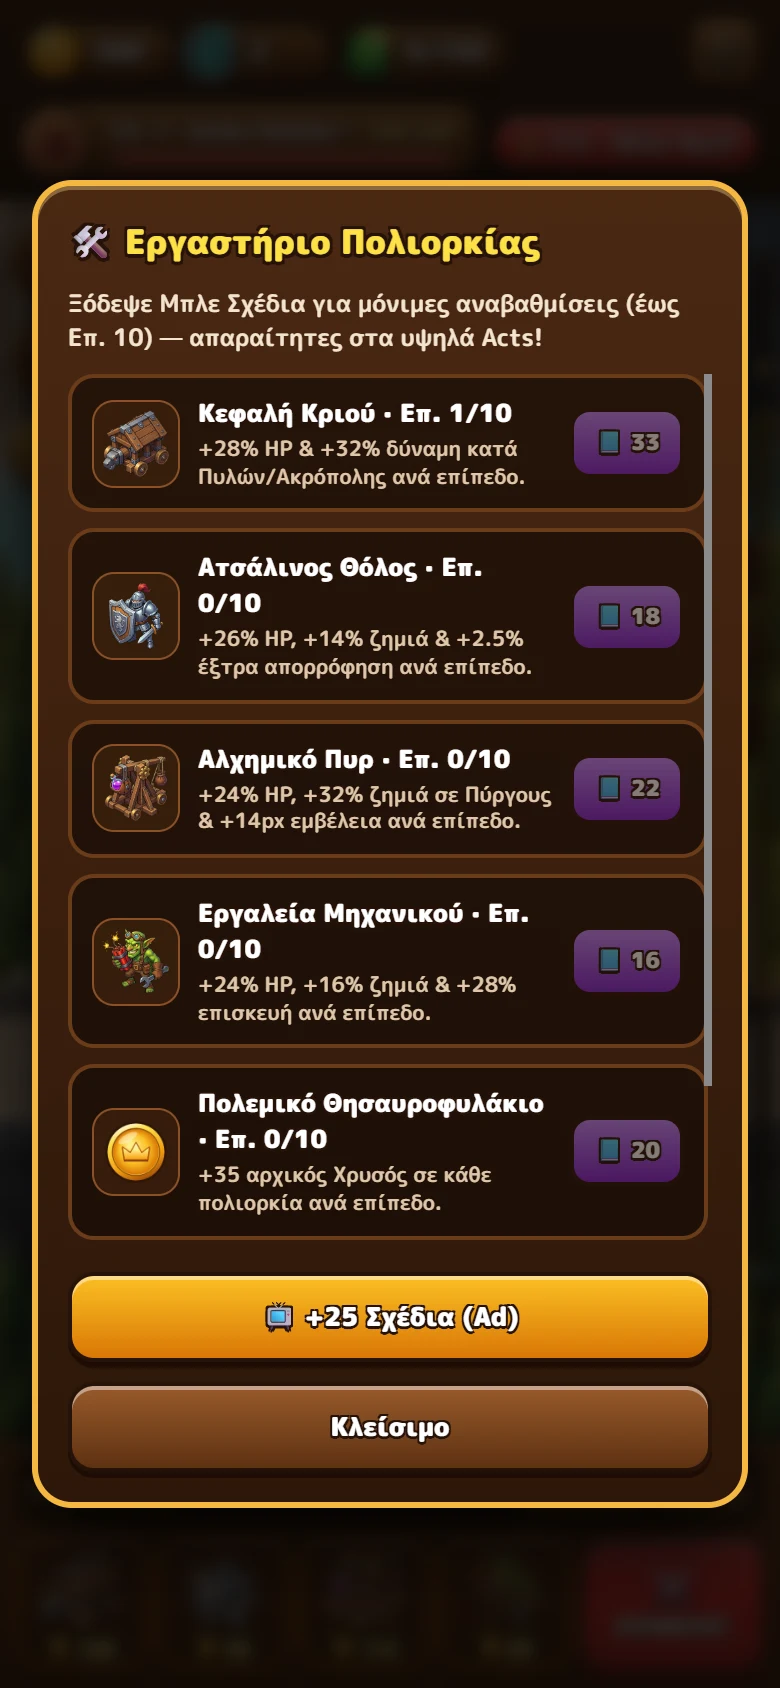 Εργαστήριο Πολιορκίας
Ξόδεψε Μπλε Σχέδια για μόνιμες αναβαθμίσεις (έως
Επ. 10) — απαραίτητες στα υψηλά Acts!
Κεφαλή Κριού · Επ. 1/10
+28% HP & +32% δύναμη κατά
Πυλών/Ακρόπολης ανά επίπεδο.
33
Ατσάλινος Θόλος · Επ.
0/10
+26% HP, +14% ζημιά & +2.5%
έξτρα απορρόφηση ανά επίπεδο.
18
Αλχημικό Πυρ · Επ. 0/10
+24% HP, +32% ζημιά σε Πύργους
& +14px εμβέλεια ανά επίπεδο.
22
Εργαλεία Μηχανικού · Επ.
0/10
+24% HP, +16% ζημιά & +28%
επισκευή ανά επίπεδο.
16
Πολεμικό Θησαυροφυλάκιο
· Επ. 0/10
+35 αρχικός Χρυσός σε κάθε
πολιορκία ανά επίπεδο.
20
+25 Σχέδια (Ad)
Κλείσιμο